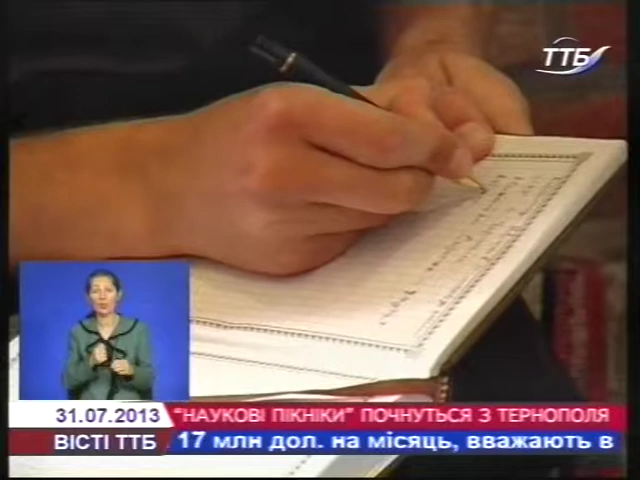 ТТБ
31.07.2013
"НАУКОВІ ПІКНІКИ" ПОЧНУТЬСЯ З ТЕРНОПОЛЯ
ВІСТІ ТТБ
17 млн дол. на місяць, вважають в